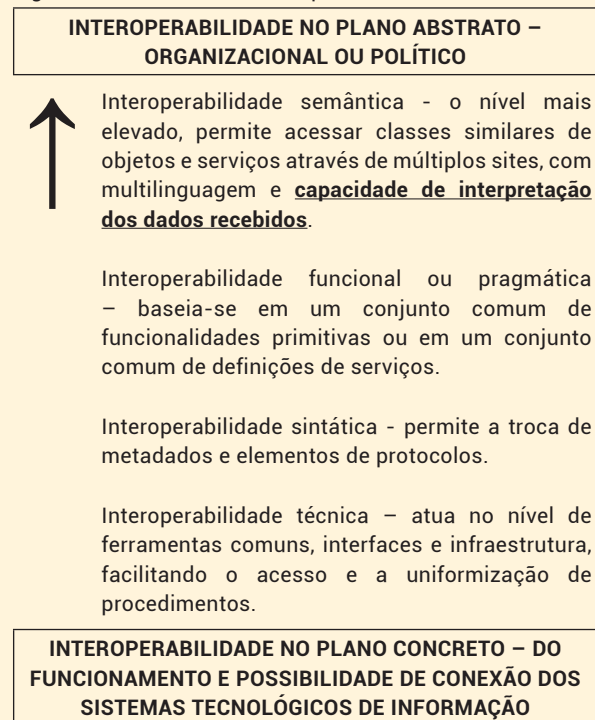 INTEROPERABILIDADE NO PLANO ABSTRATO –
ORGANIZACIONAL OU POLÍTICO
Interoperabilidade semântica - o nível mais
elevado, permite acessar classes similares de
objetos e serviços através de múltiplos sites, com
multilinguagem e capacidade de interpretação
dos dados recebidos.
Interoperabilidade funcional ou pragmática
– baseia-se em um conjunto comum de
funcionalidades primitivas ou em um conjunto
comum de definições de serviços.
Interoperabilidade sintática - permite a troca de
metadados e elementos de protocolos.
Interoperabilidade técnica – atua no nível de
ferramentas comuns, interfaces e infraestrutura,
facilitando o acesso e a uniformização de
procedimentos.
INTEROPERABILIDADE NO PLANO CONCRETO – DO
FUNCIONAMENTO E POSSIBILIDADE DE CONEXÃO DOS
SISTEMAS TECNOLÓGICOS DE INFORMAÇÃO